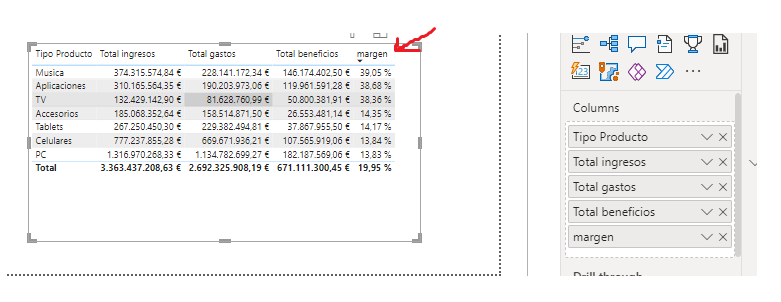 Tipo Producto Total ingresos Total gastos Total beneficios margen
Musica 374.315.574,84 € 228.141.172,34 € 146.174.402,50 € 39,05 %
Aplicaciones 310.165.564,35 € 190.203.973,06 € 119.961.591,28 € 38,68 %
TV 132.429.142,90 € 81.628.760,99 € 50.800.381,91 € 38,36 %
Accesorios 185.068.352,64 € 158.514.871,50 € 26.553.481,14 € 14,35 %
Tablets 267.250.450,30 € 229.382.494,81 € 37.867.955,50 € 14,17 %
Celulares 777.237.855,28 € 669.671.936,21 € 107.565.919,06 € 13,84 %
PC 1.316.970.268,33 € 1.134.782.699,27 € 182.187.569,06 € 13,83 %
Total 3.363.437.208,63 € 2.692.325.908,19 € 671.111.300,45 € 19,95 %
123
Columns
Tipo Producto
Total ingresos
Total gastos
Total beneficios
margen
Drill through